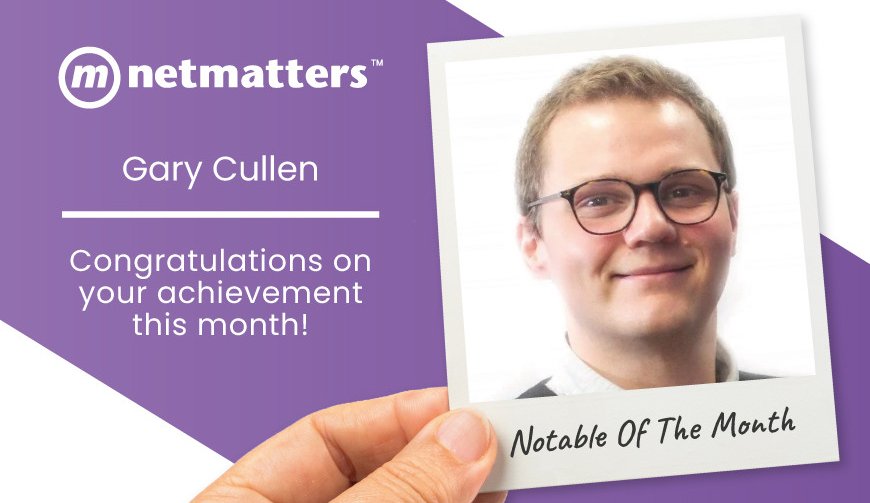 m netmatters™
Gary Cullen
Congratulations on
your achievement
this month!
Notable Of The Month